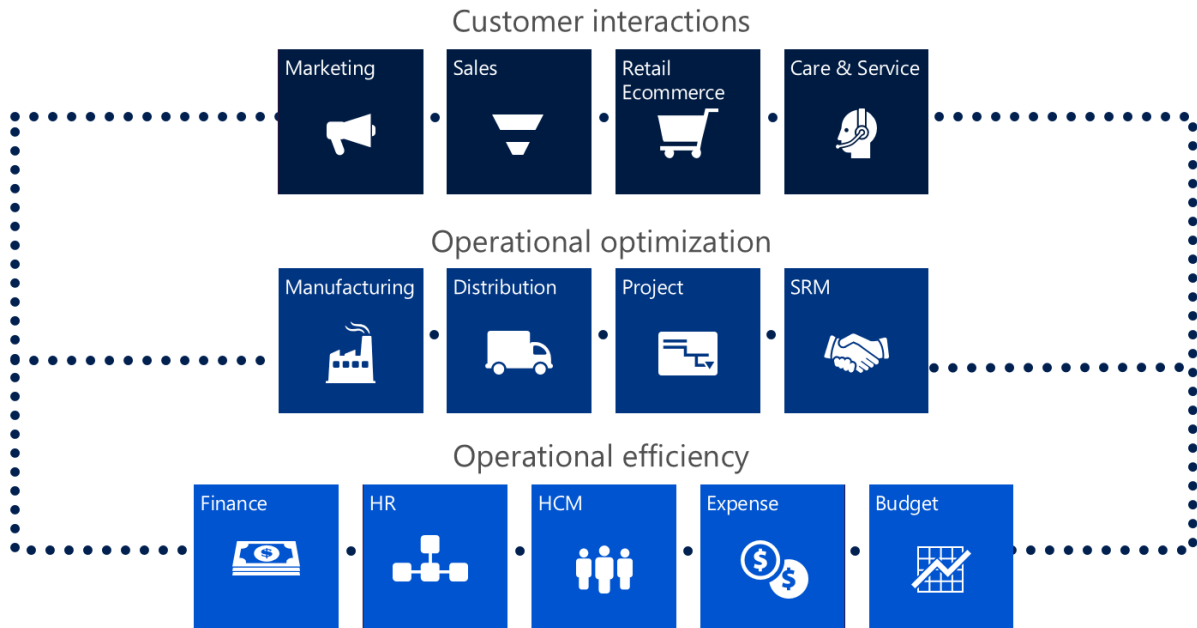 Customer interactions
Marketing
Sales
Retail
Ecommerce
Care & Service
Operational optimization
Manufacturing
Distribution
Project
SRM
Operational efficiency
Finance
HR
HCM
Expense
Budget